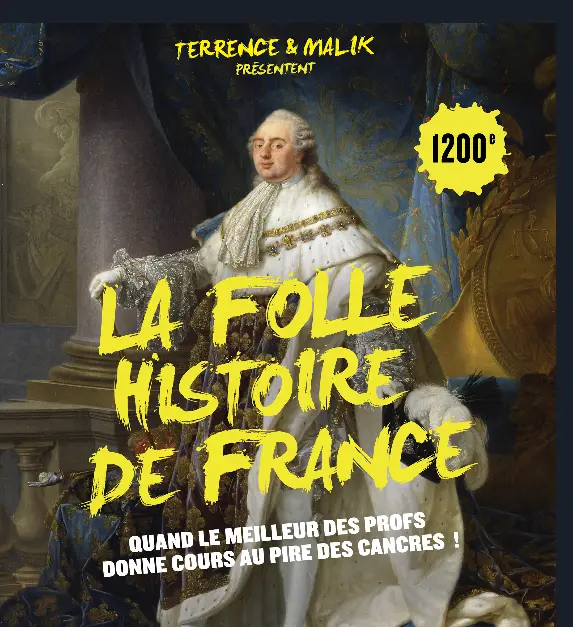 TERRENCE & MALIK
PRÉSENTENT
1200e
LA FOLLE
HISTOIRE
DE FRANCE
QUAND LE MEILLEUR DES PROFS
DONNE COURS AU PIRE DES CANCRES !